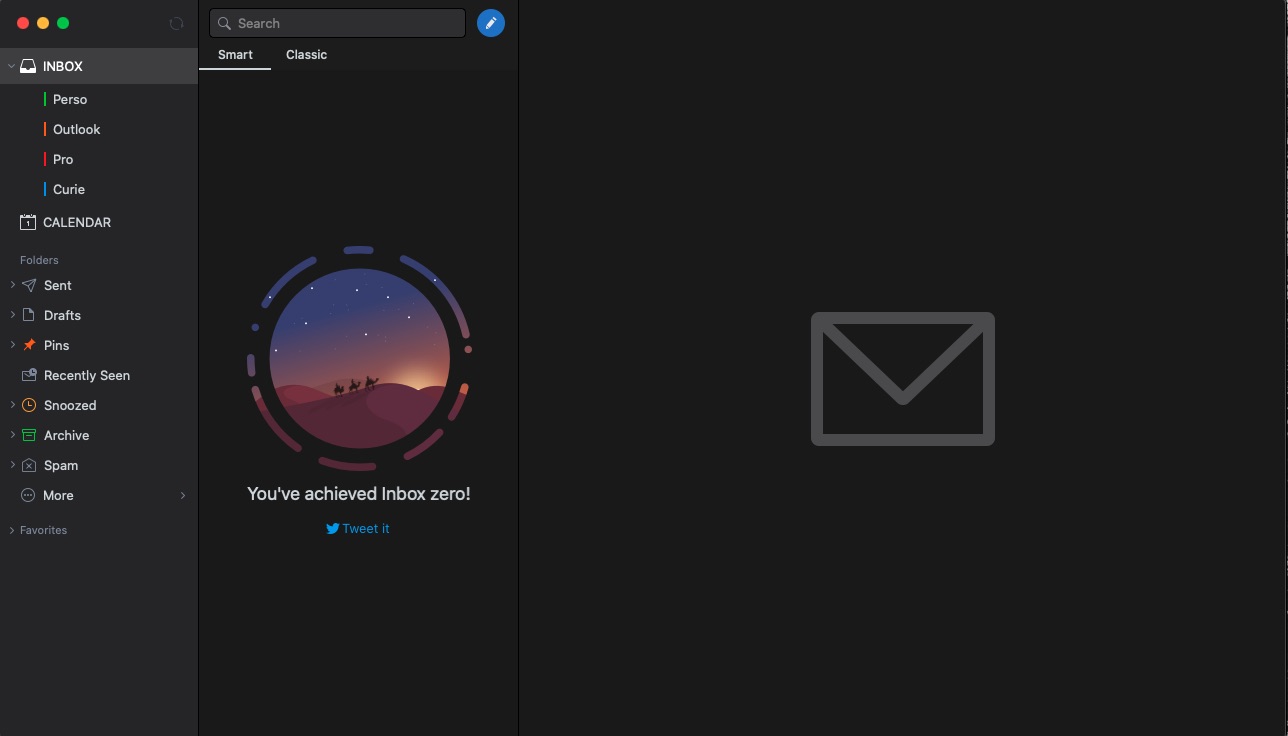 INBOX
Perso
Outlook
Pro
Curie
1
CALENDAR
Folders
Sent
Drafts
Pins
Recently Seen
Snoozed
Archive
Spam
More
Favorites
Search
Smart Classic
You've achieved Inbox zero!
Tweet it